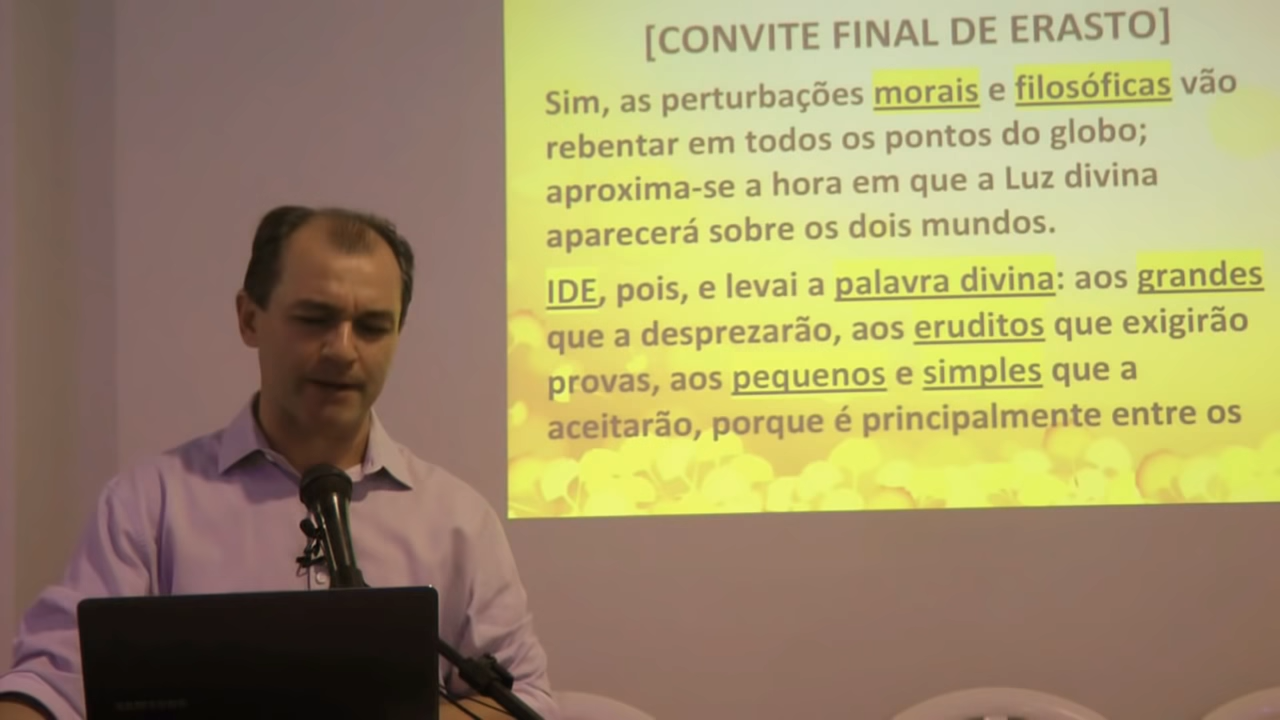 [CONVITE FINAL DE ERASTO]
Sim, as perturbações morais e filosóficas vão
rebentar em todos os pontos do globo;
aproxima-se a hora em que a Luz divina
aparecerá sobre os dois mundos.
IDE, pois, e levai a palavra divina: aos grandes
que a desprezarão, aos eruditos que exigirão
provas, aos pequenos e simples que a
aceitarão, porque é principalmente entre os
SAMSUNG